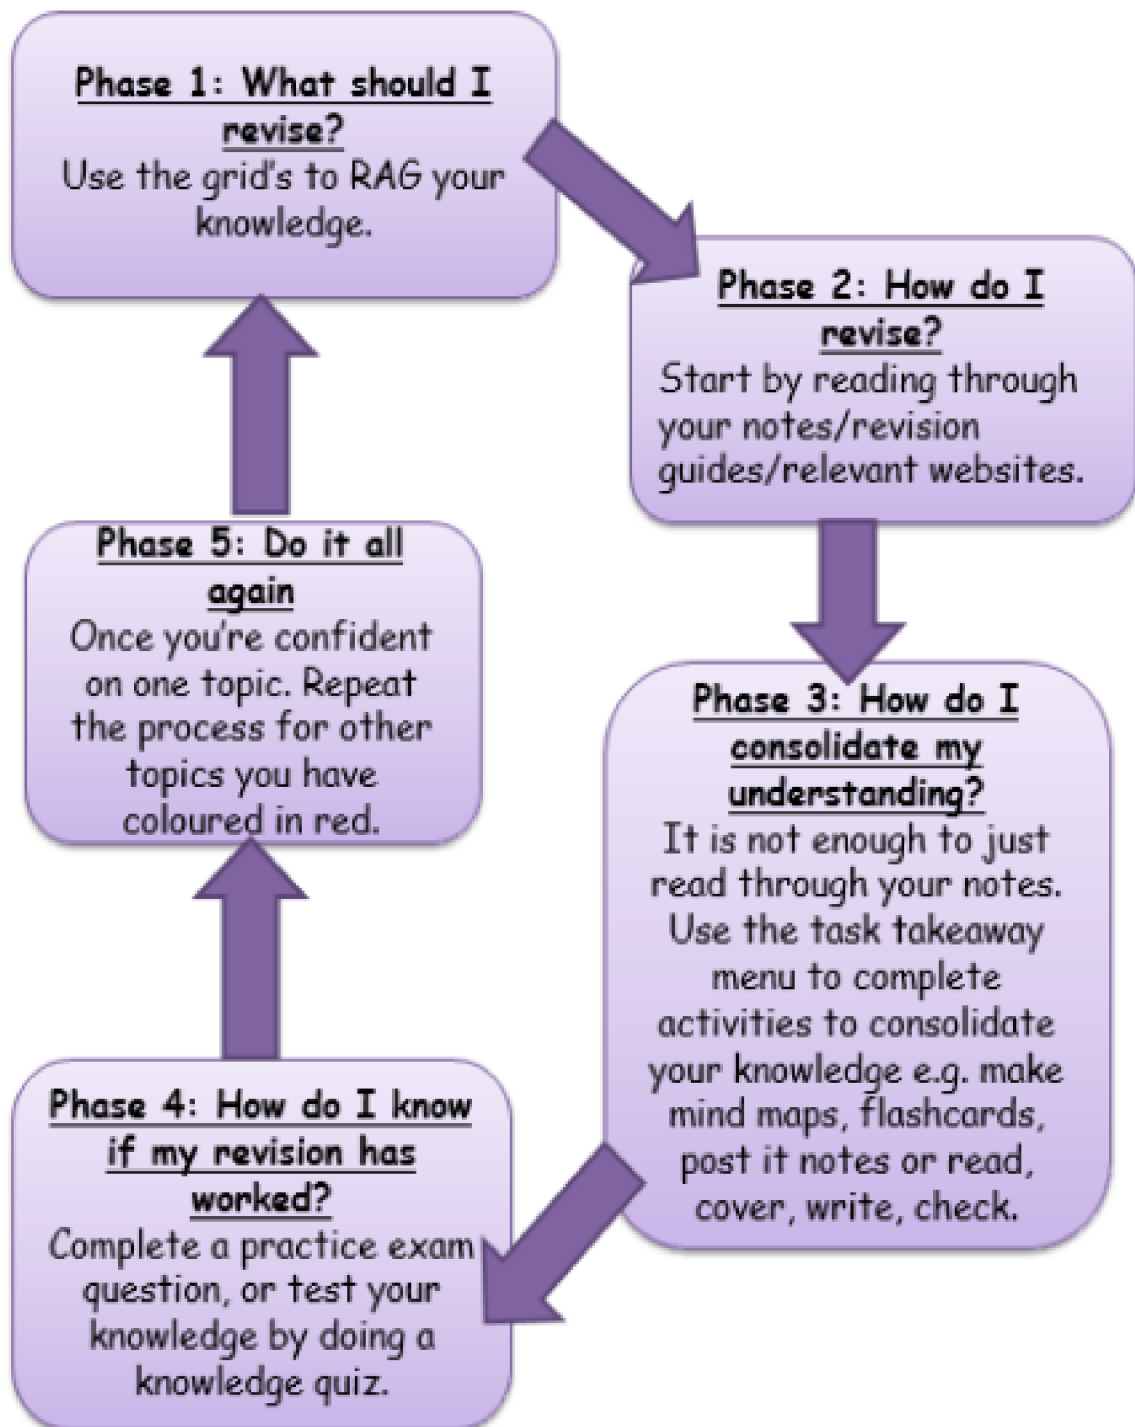 Phase 1: What should I
revise?
Use the grid's to RAG your
knowledge.
Phase 2: How do I
revise?
Start by reading through
your notes/revision
guides/relevant websites.
Phase 3: How do I
consolidate my
understanding?
It is not enough to just
read through your notes.
Use the task takeaway
menu to complete
activities to consolidate
your knowledge e.g. make
mind maps, flashcards,
post it notes or read,
cover, write, check.
Phase 4: How do I know
if my revision has
worked?
Complete a practice exam
question, or test your
knowledge by doing a
knowledge quiz.
Phase 5: Do it all
again
Once you're confident
on one topic. Repeat
the process for other
topics you have
coloured in red.